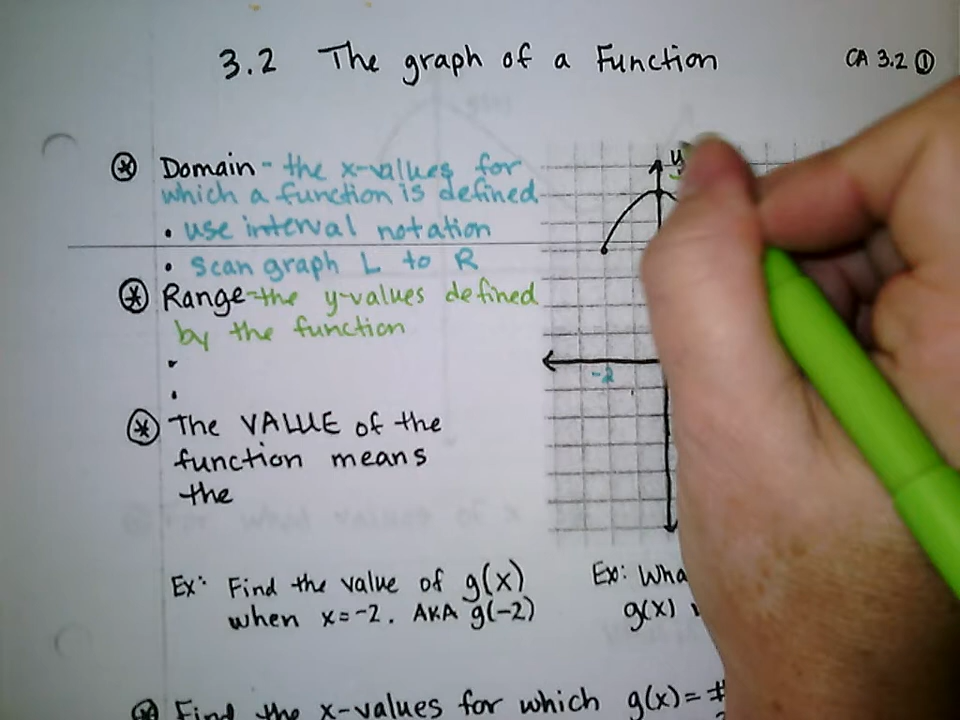 3.2 The graph of a Function
CA 3.2 ①
Domain - the x-values for
which a function is defined
• use interval notation
• scan graph L to R
Range - the y-values defined
by the function
•
•
The VALUE of the
function means
the
y
-2
Ex: Find the value of g(x)
when x = -2. AKA g(-2)
Ex:
g(x)
Find the x-values for which g(x) = #